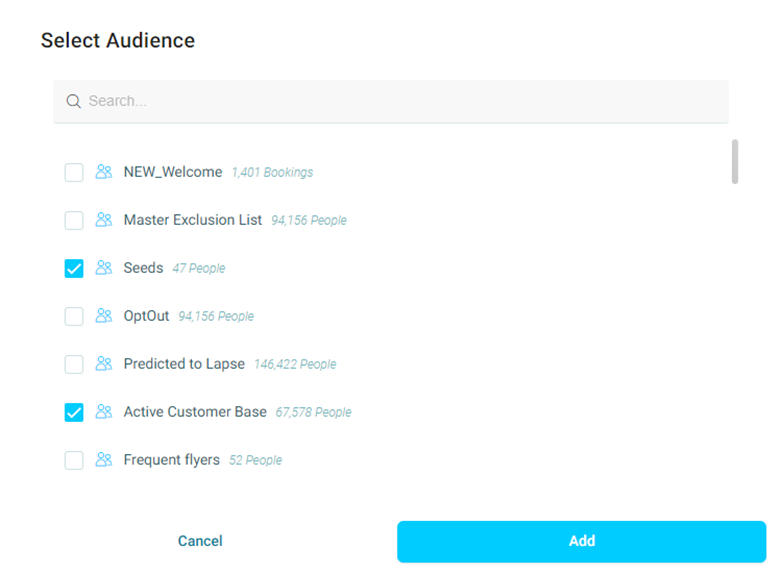 Select Audience
Search...
NEW_Welcome 1,401 Bookings
Master Exclusion List 94,156 People
Seeds 47 People
OptOut 94,156 People
Predicted to Lapse 146,422 People
Active Customer Base 67,578 People
Frequent flyers 52 People
Cancel Add